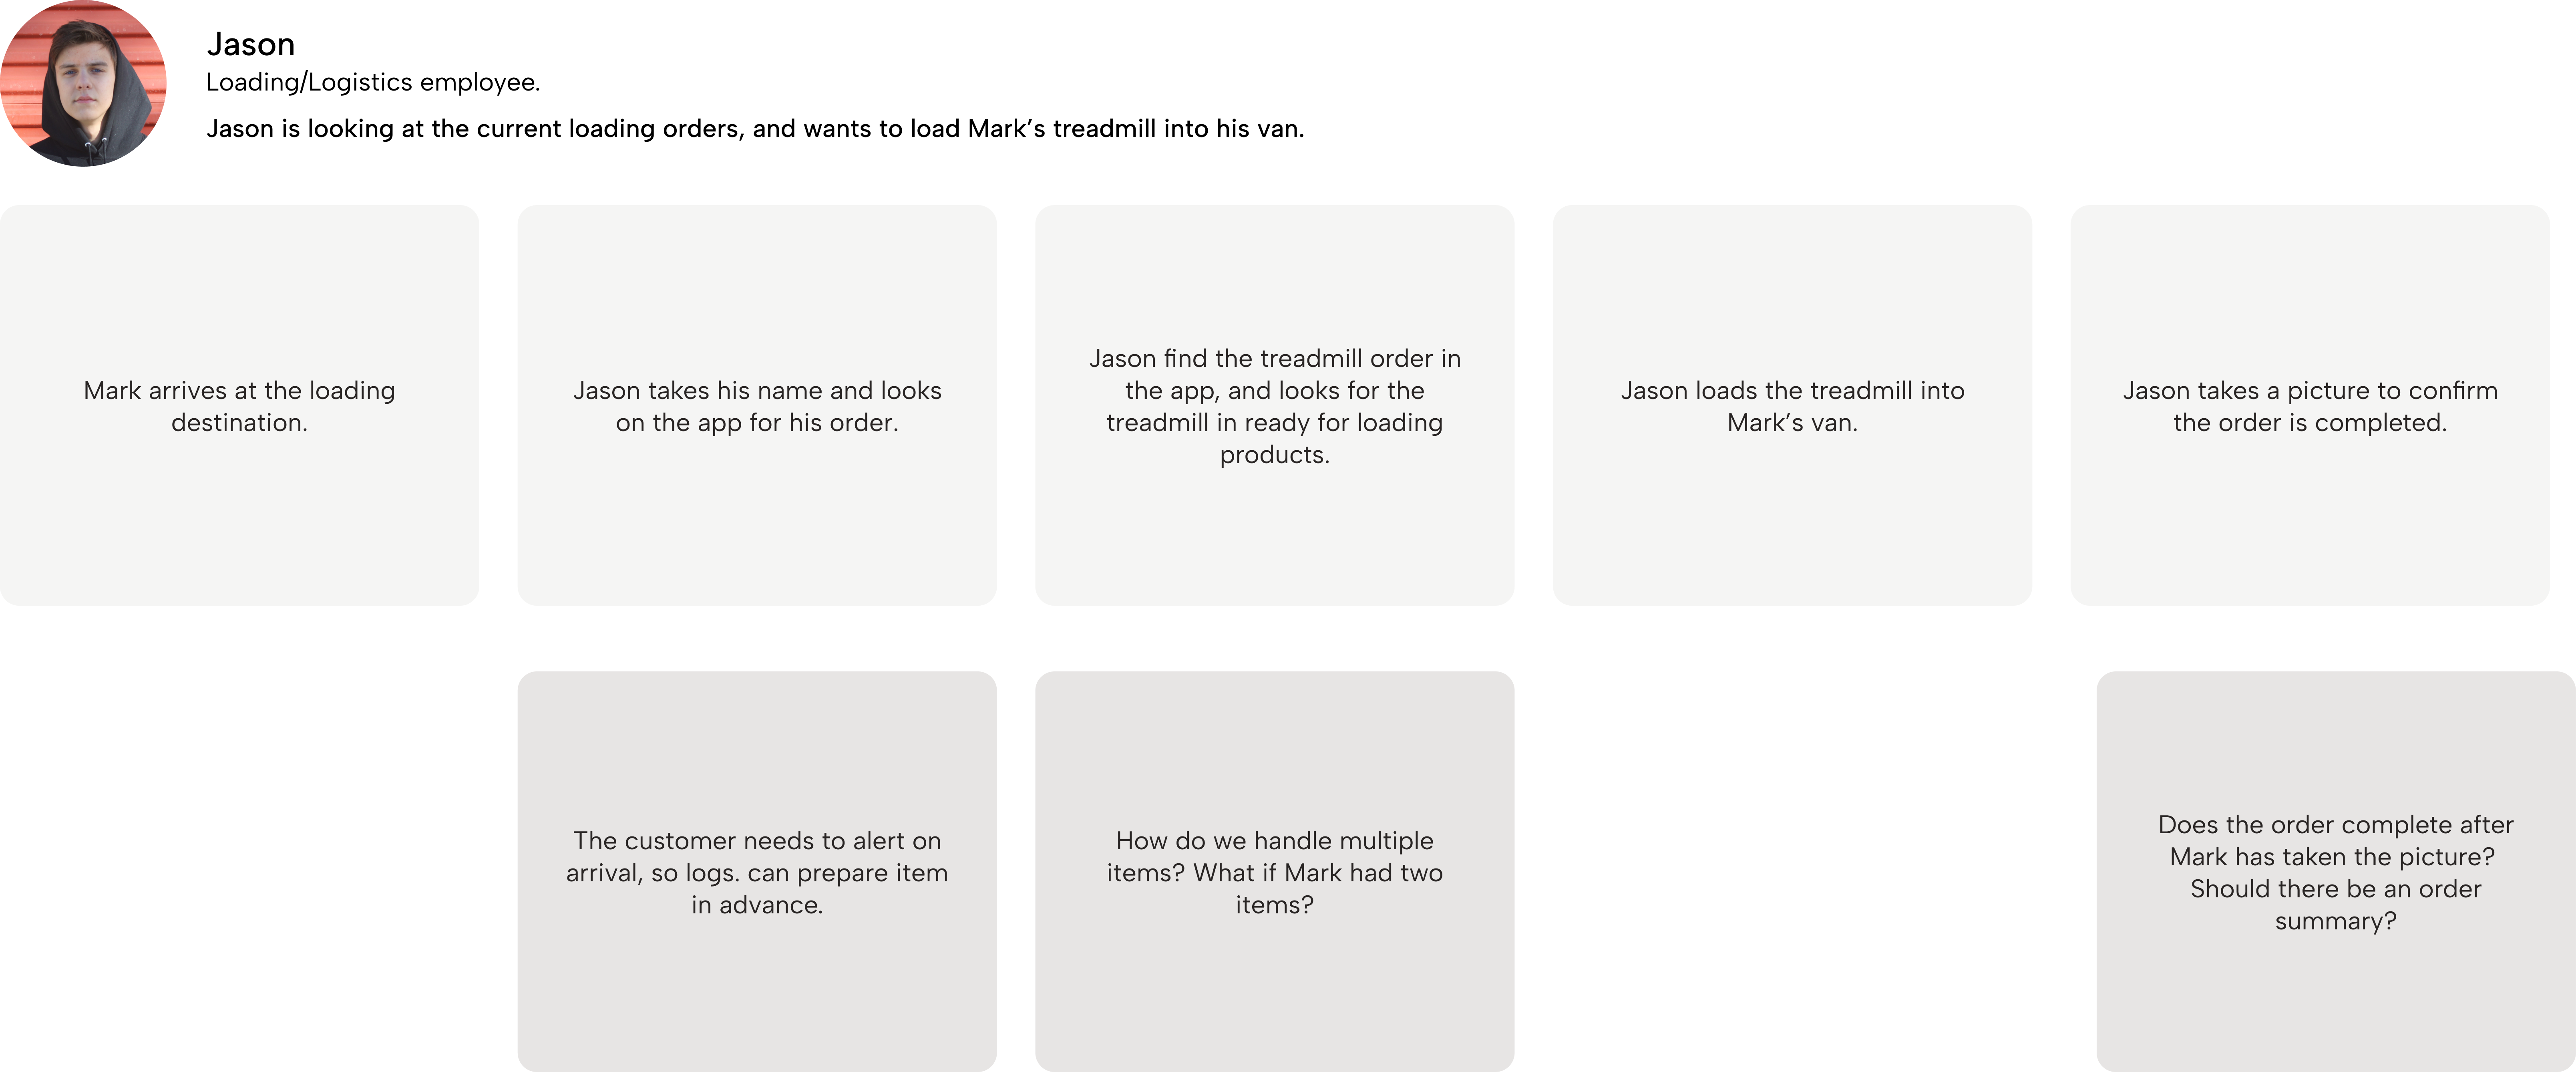 Jason
Loading/Logistics employee.
Jason is looking at the current loading orders, and wants to load Mark’s treadmill into his van.
Mark arrives at the loading
destination.
Jason takes his name and looks
on the app for his order.
Jason find the treadmill order in
the app, and looks for the
treadmill in ready for loading
products.
Jason loads the treadmill into
Mark’s van.
Jason takes a picture to confirm
the order is completed.
The customer needs to alert on
arrival, so logs. can prepare item
in advance.
How do we handle multiple
items? What if Mark had two
items?
Does the order complete after
Mark has taken the picture?
Should there be an order
summary?